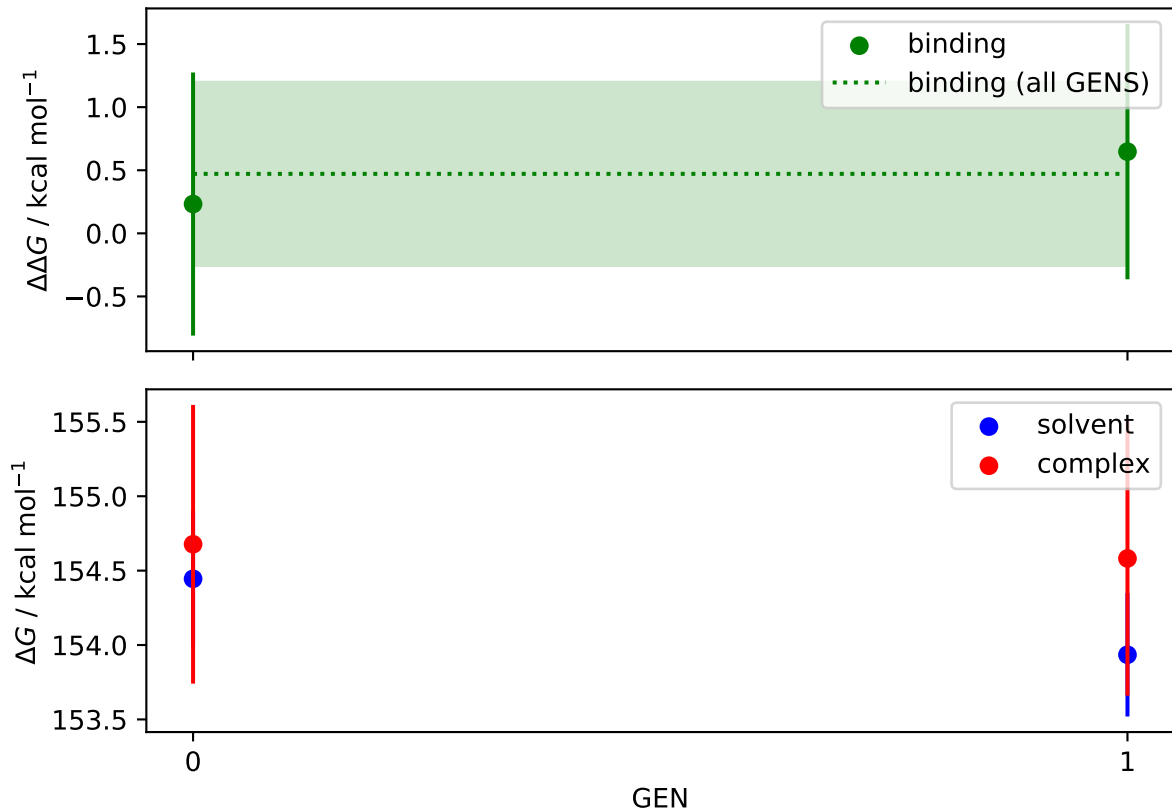 ΔΔG / kcal mol⁻¹
1.5
1.0
0.5
0.0
−0.5
binding
binding (all GENS)
ΔG / kcal mol⁻¹
155.5
155.0
154.5
154.0
153.5
solvent
complex
0
1
GEN